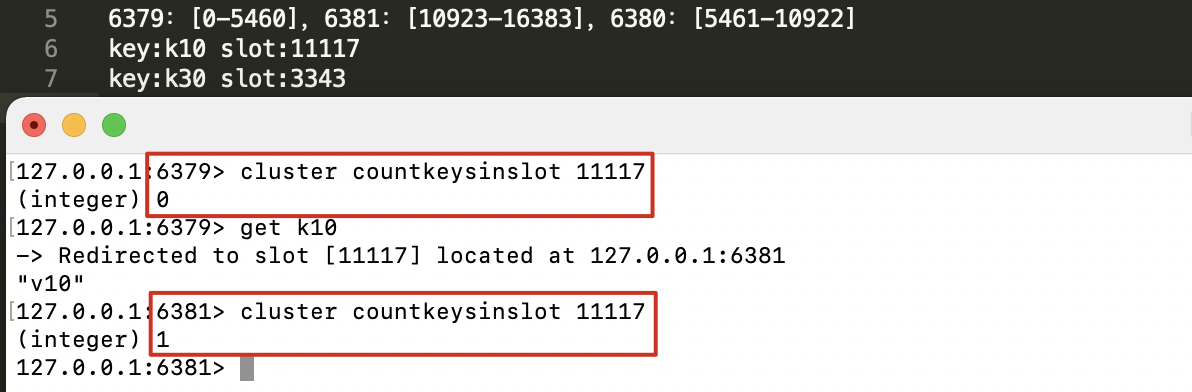 5 6379: [0-5460], 6381: [10923-16383], 6380: [5461-10922]
6 key:k10 slot:11117
7 key:k30 slot:3343
[127.0.0.1:6379> cluster countkeysinslot 11117
(integer) 0
[127.0.0.1:6379> get k10
-> Redirected to slot [11117] located at 127.0.0.1:6381
"v10"
[127.0.0.1:6381> cluster countkeysinslot 11117
(integer) 1
127.0.0.1:6381>